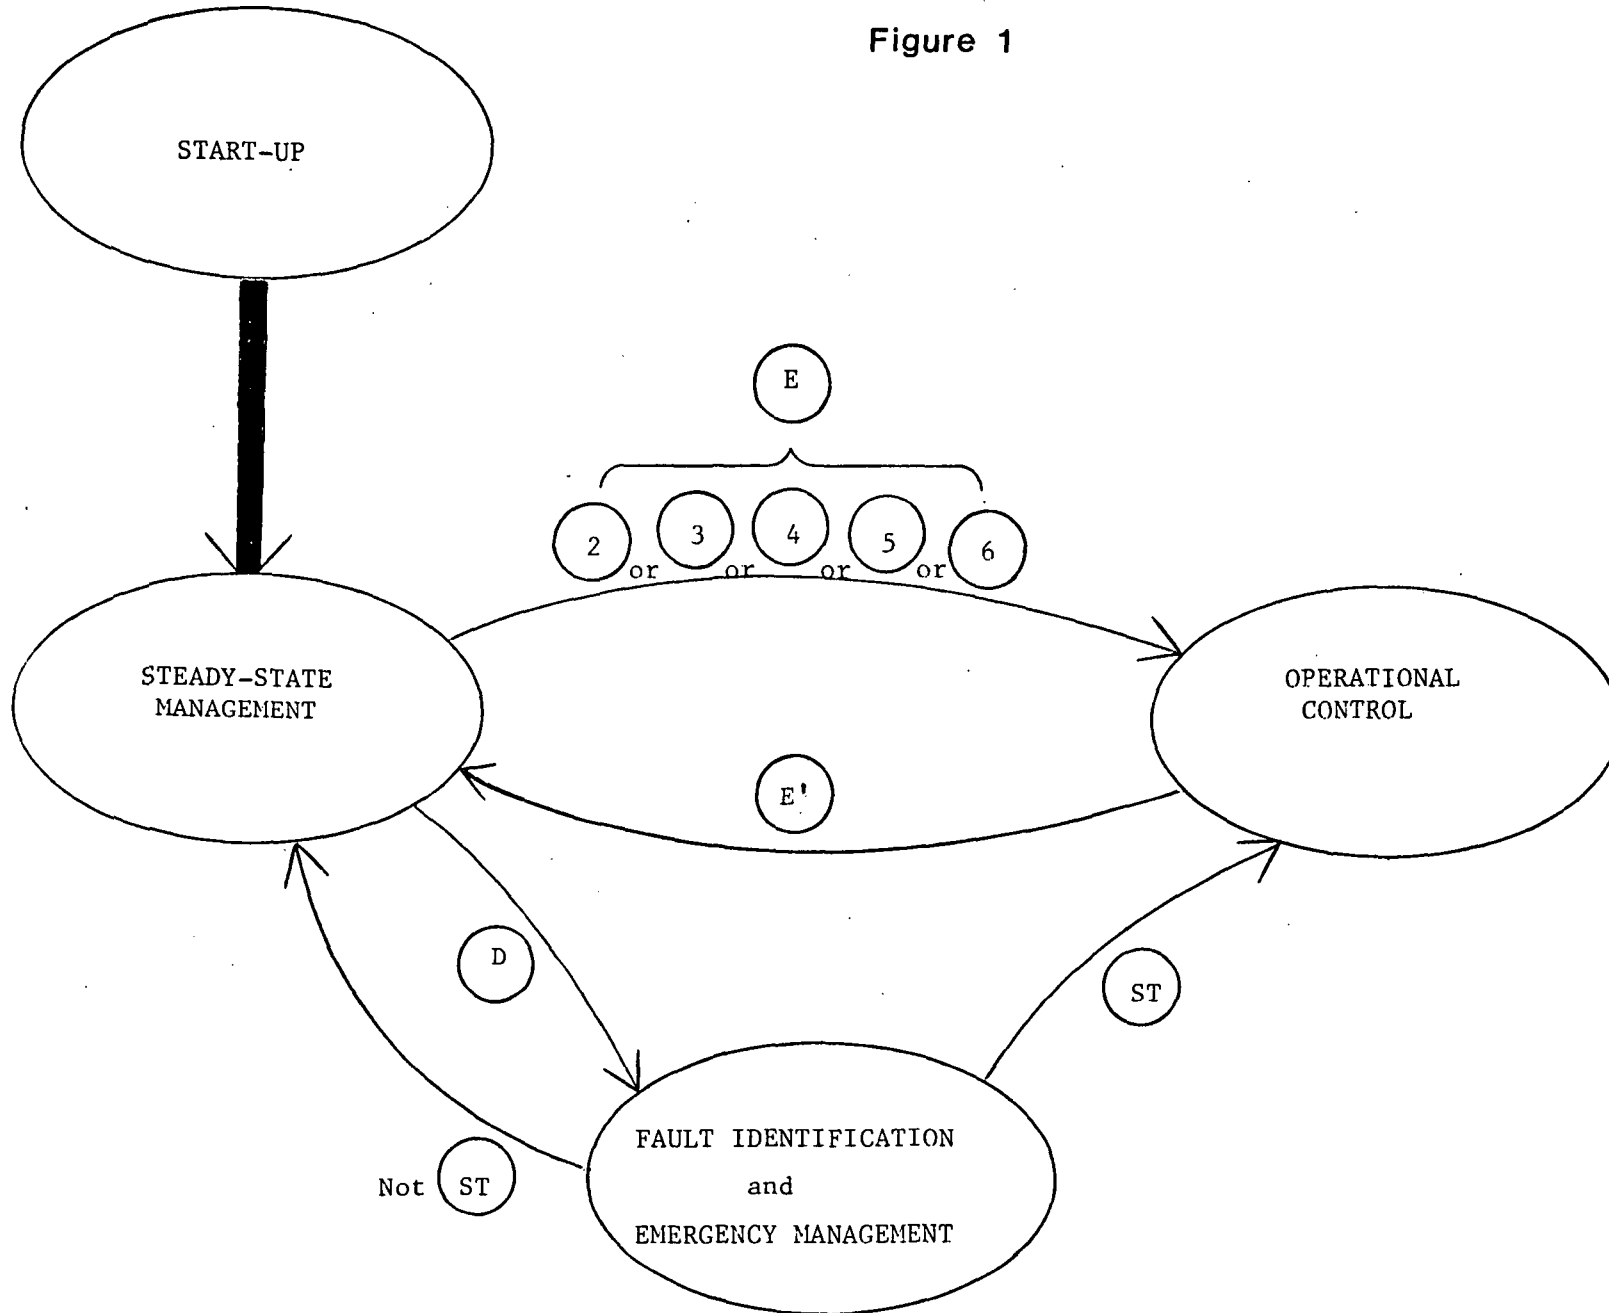 Figure 1
START-UP
E
2 or 3 or 4 or 5 or 6
STEADY-STATE
MANAGEMENT
OPERATIONAL
CONTROL
E'
D
ST
Not ST
FAULT IDENTIFICATION
and
EMERGENCY MANAGEMENT